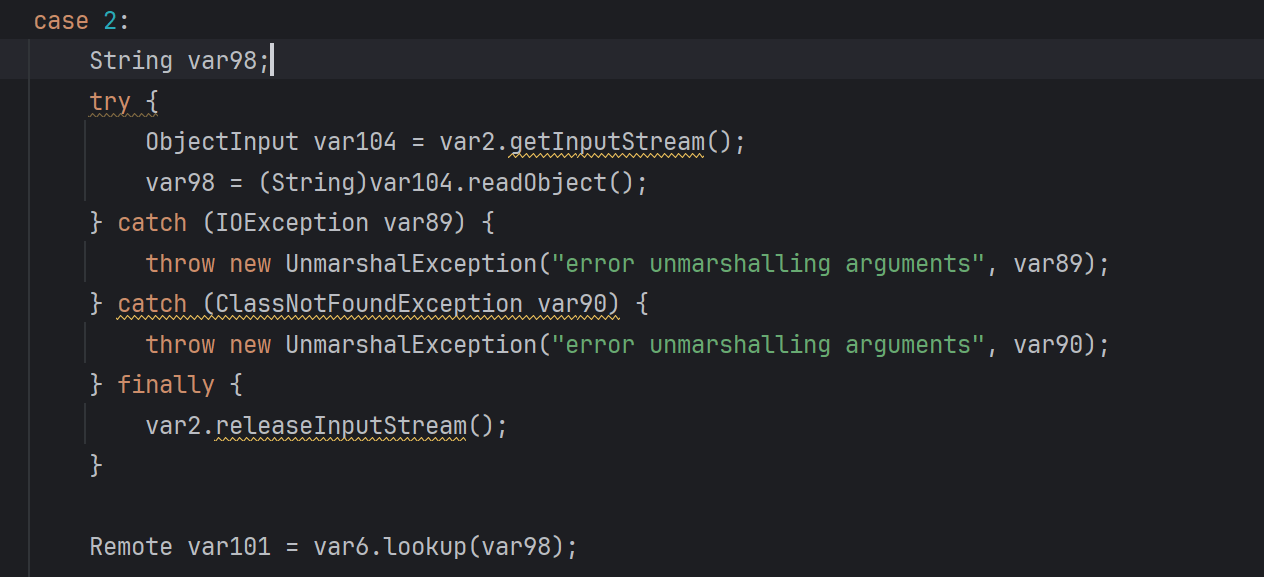 case 2:
String var98;
try {
ObjectInput var104 = var2.getInputStream();
var98 = (String)var104.readObject();
} catch (IOException var89) {
throw new UnmarshalException("error unmarshalling arguments", var89);
} catch (ClassNotFoundException var90) {
throw new UnmarshalException("error unmarshalling arguments", var90);
} finally {
var2.releaseInputStream();
}
Remote var101 = var6.lookup(var98);